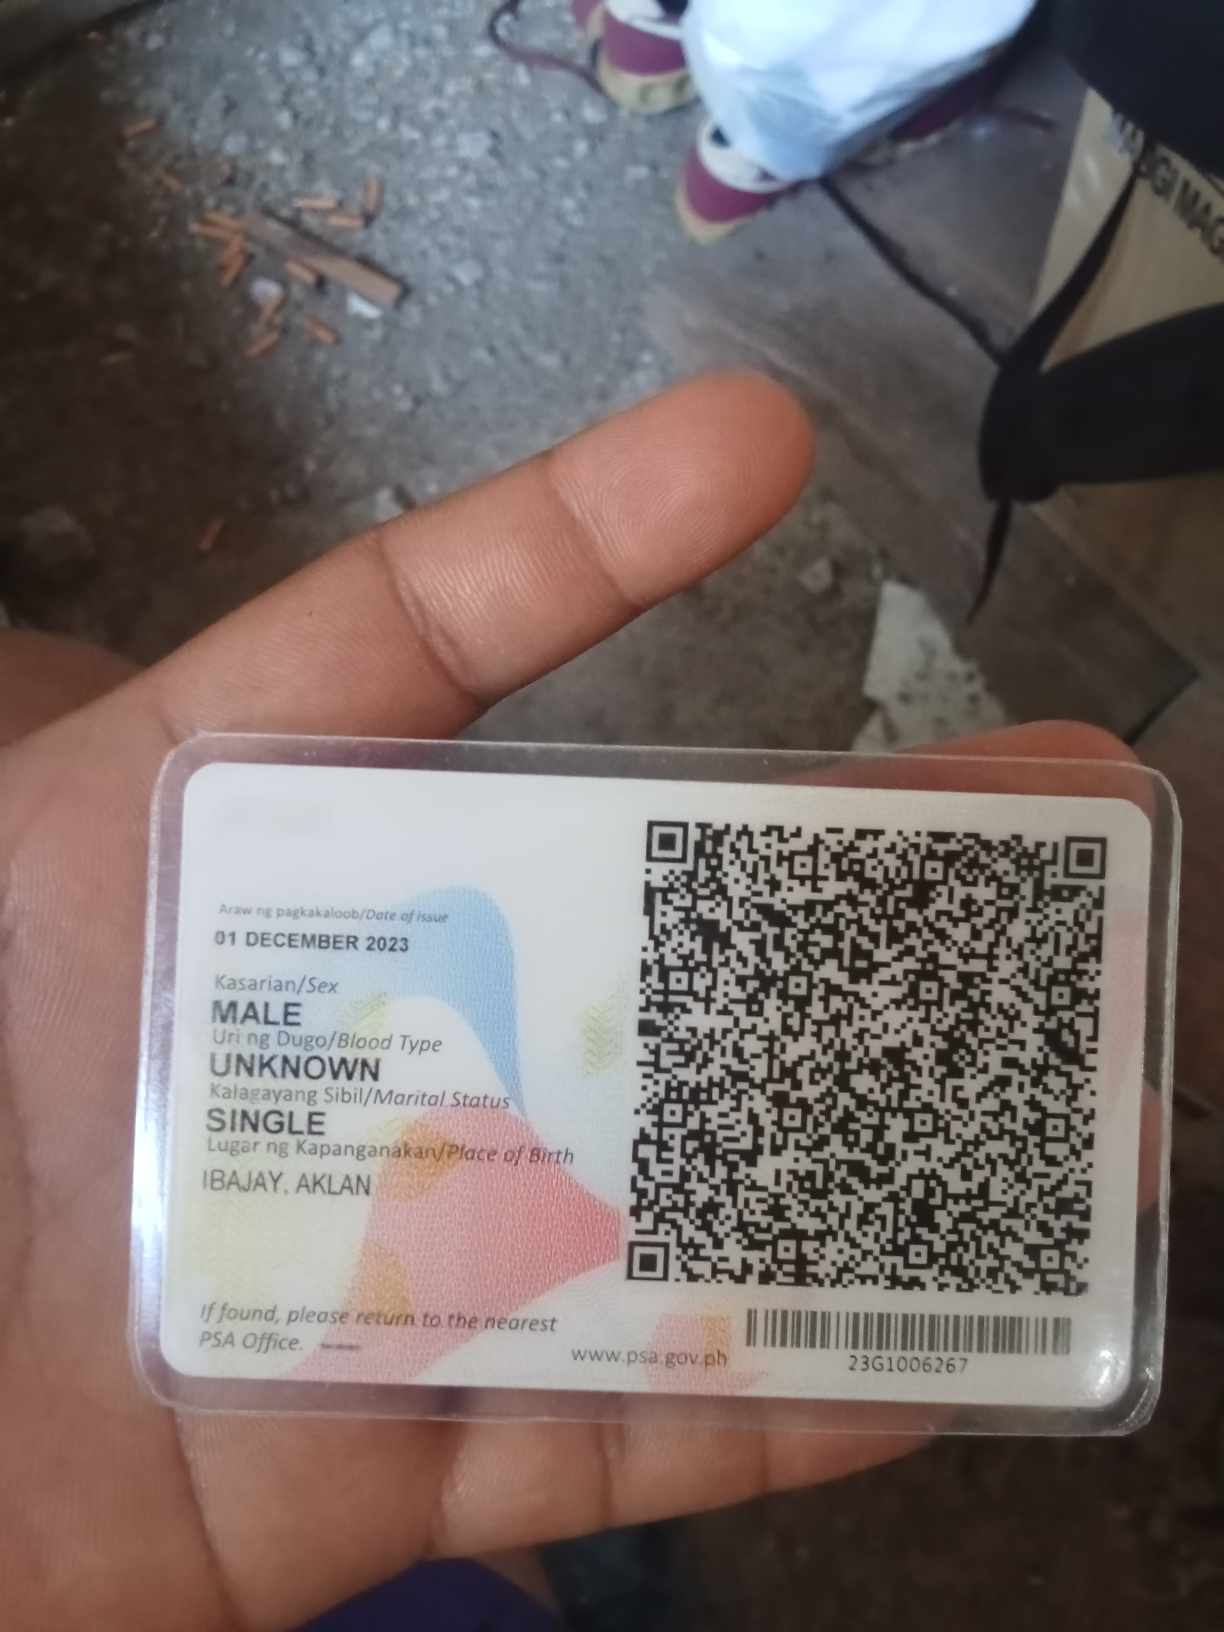 Araw ng pagkakaloob/Date of issue
01 DECEMBER 2023
Kasarian/Sex
MALE
Uri ng Dugo/Blood Type
UNKNOWN
Kalagayang Sibil/Marital Status
SINGLE
Lugar ng Kapanganakan/Place of Birth
IBAJAY, AKLAN
If found, please return to the nearest
PSA Office.
www.psa.gov.ph
23G1006267